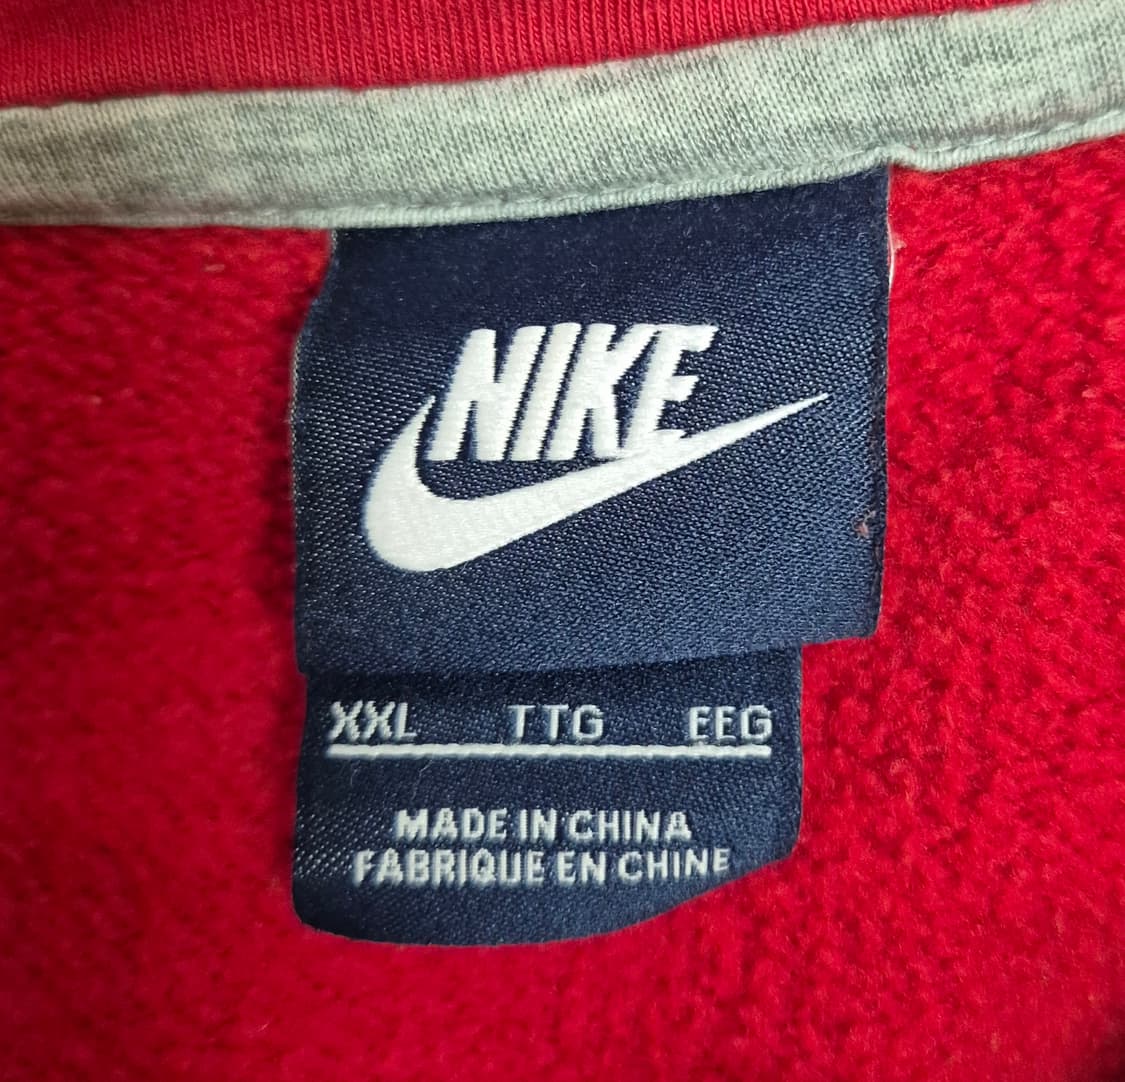 NIKE
XXL TTG EEG
MADE IN CHINA
FABRIQUE EN CHINE